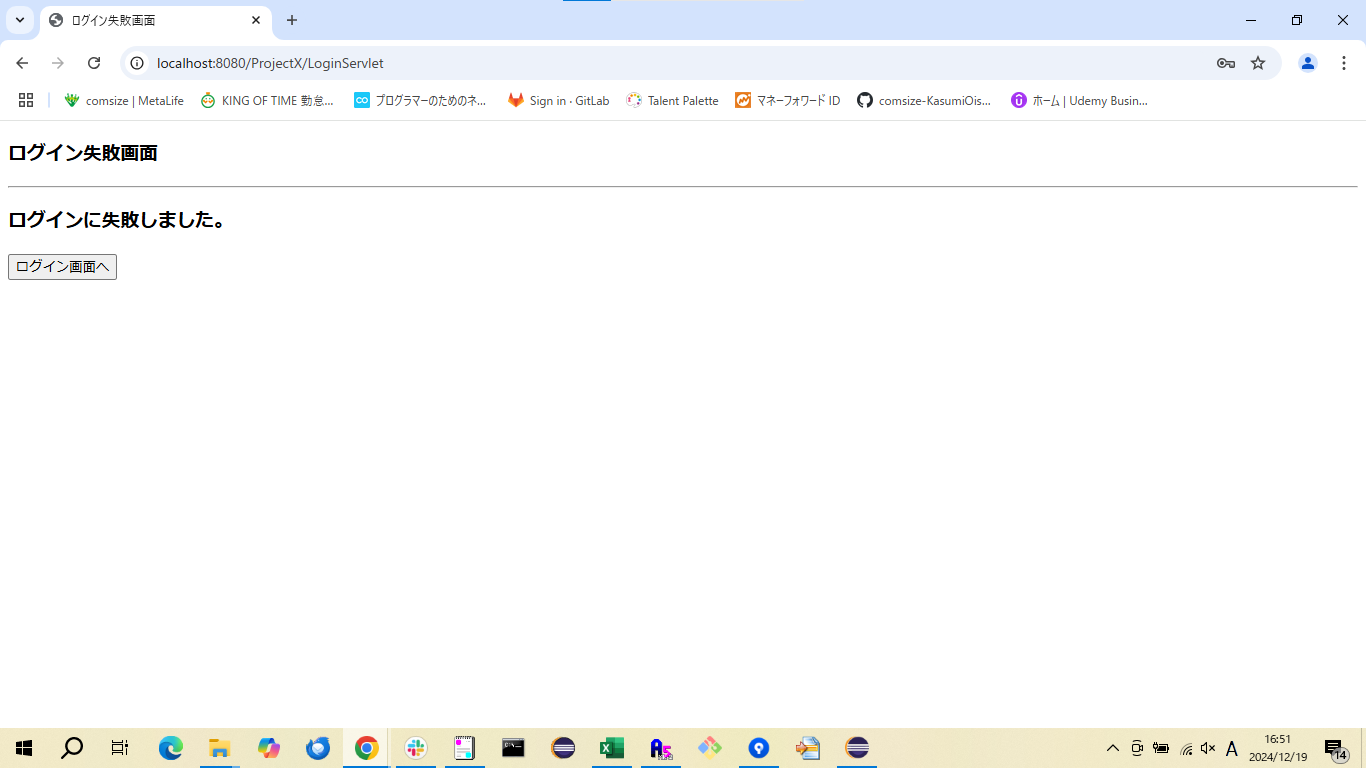 ログイン失敗画面
localhost:8080/ProjectX/LoginServlet
comsize | MetaLife
KING OF TIME 勤怠...
プログラマーのためのネ...
Sign in · GitLab
Talent Palette
マネーフォワード ID
comsize-KasumiOis...
ホーム | Udemy Busin...
ログイン失敗画面
ログインに失敗しました。
ログイン画面へ
A
16:51
2024/12/19
14